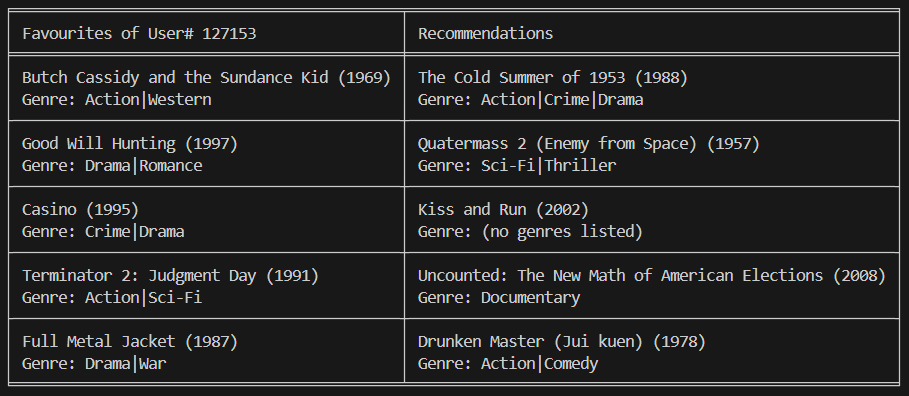 Favourites of User# 127153
Recommendations
Butch Cassidy and the Sundance Kid (1969)
Genre: Action|Western
The Cold Summer of 1953 (1988)
Genre: Action|Crime|Drama
Good Will Hunting (1997)
Genre: Drama|Romance
Quatermass 2 (Enemy from Space) (1957)
Genre: Sci-Fi|Thriller
Casino (1995)
Genre: Crime|Drama
Kiss and Run (2002)
Genre: (no genres listed)
Terminator 2: Judgment Day (1991)
Genre: Action|Sci-Fi
Uncounted: The New Math of American Elections (2008)
Genre: Documentary
Full Metal Jacket (1987)
Genre: Drama|War
Drunken Master (Jui kuen) (1978)
Genre: Action|Comedy